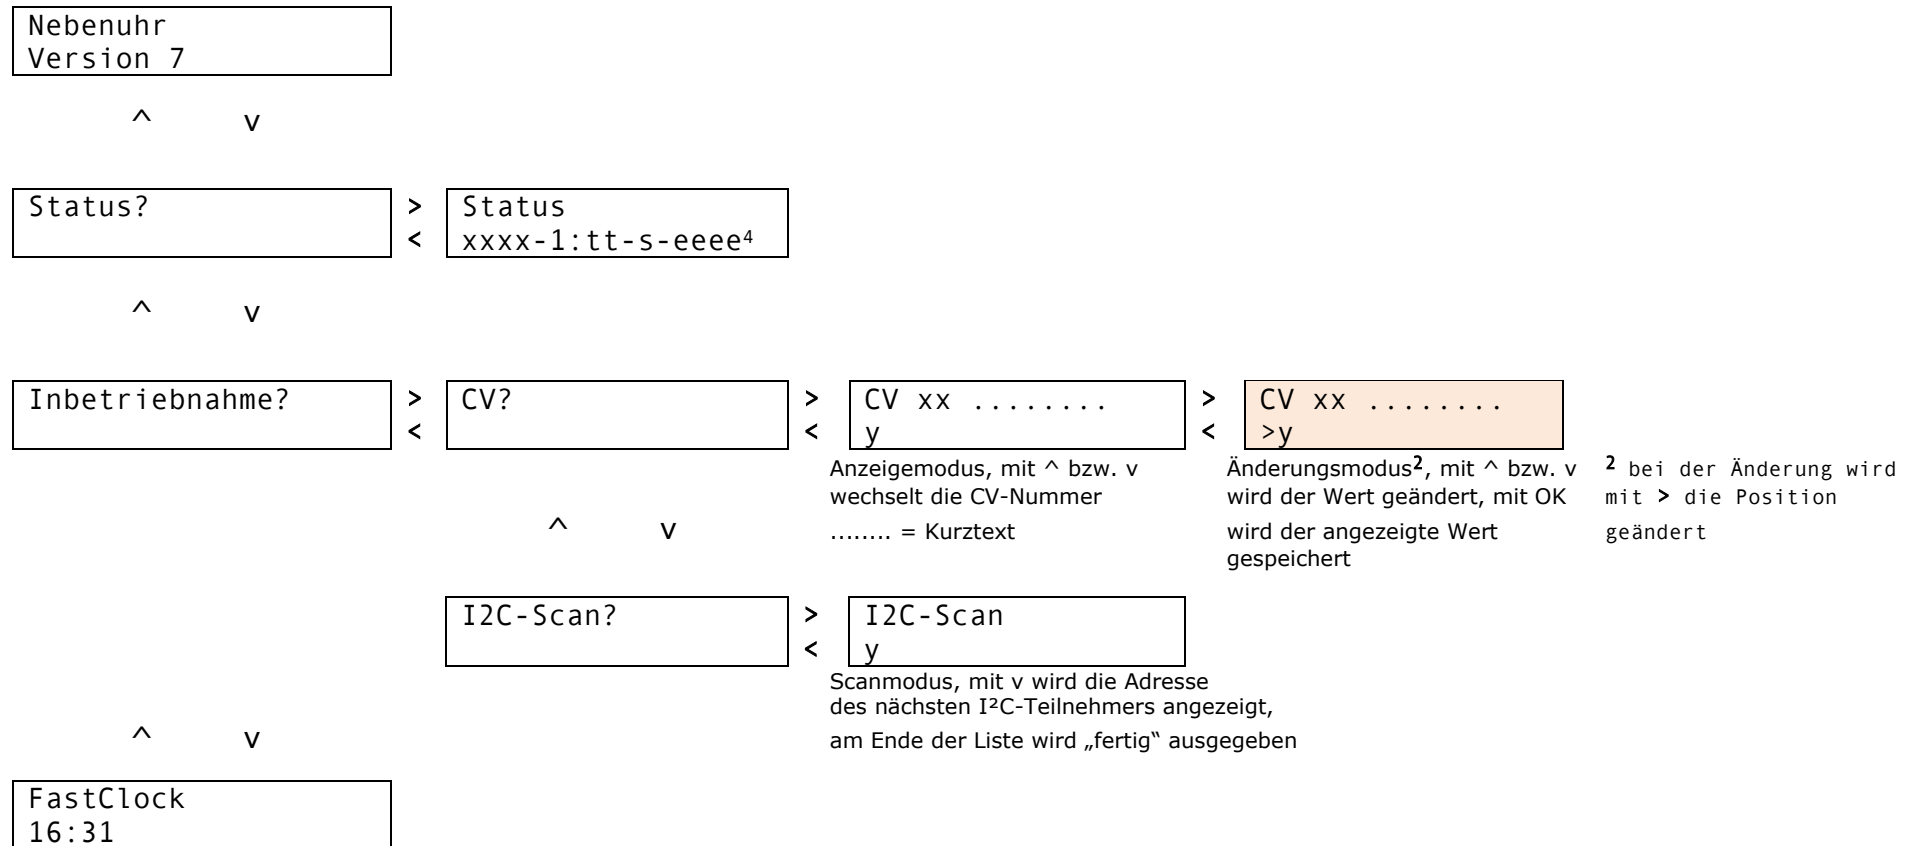 Nebenuhr
Version 7
^ v
Status? > Status
< xxxx-1:tt-s-eeee⁴
^ v
Inbetriebnahme? > CV? > CV xx ........ > CV xx ........
< < y < >y
Anzeigemodus, mit ^ bzw. v
wechselt die CV-Nummer
........ = Kurztext
Änderungsmodus², mit ^ bzw. v
wird der Wert geändert, mit OK
wird der angezeigte Wert
gespeichert
² bei der Änderung wird
mit > die Position
geändert
^ v
I2C-Scan? > I2C-Scan
< y
Scanmodus, mit v wird die Adresse
des nächsten I²C-Teilnehmers angezeigt,
am Ende der Liste wird „fertig“ ausgegeben
^ v
FastClock
16:31